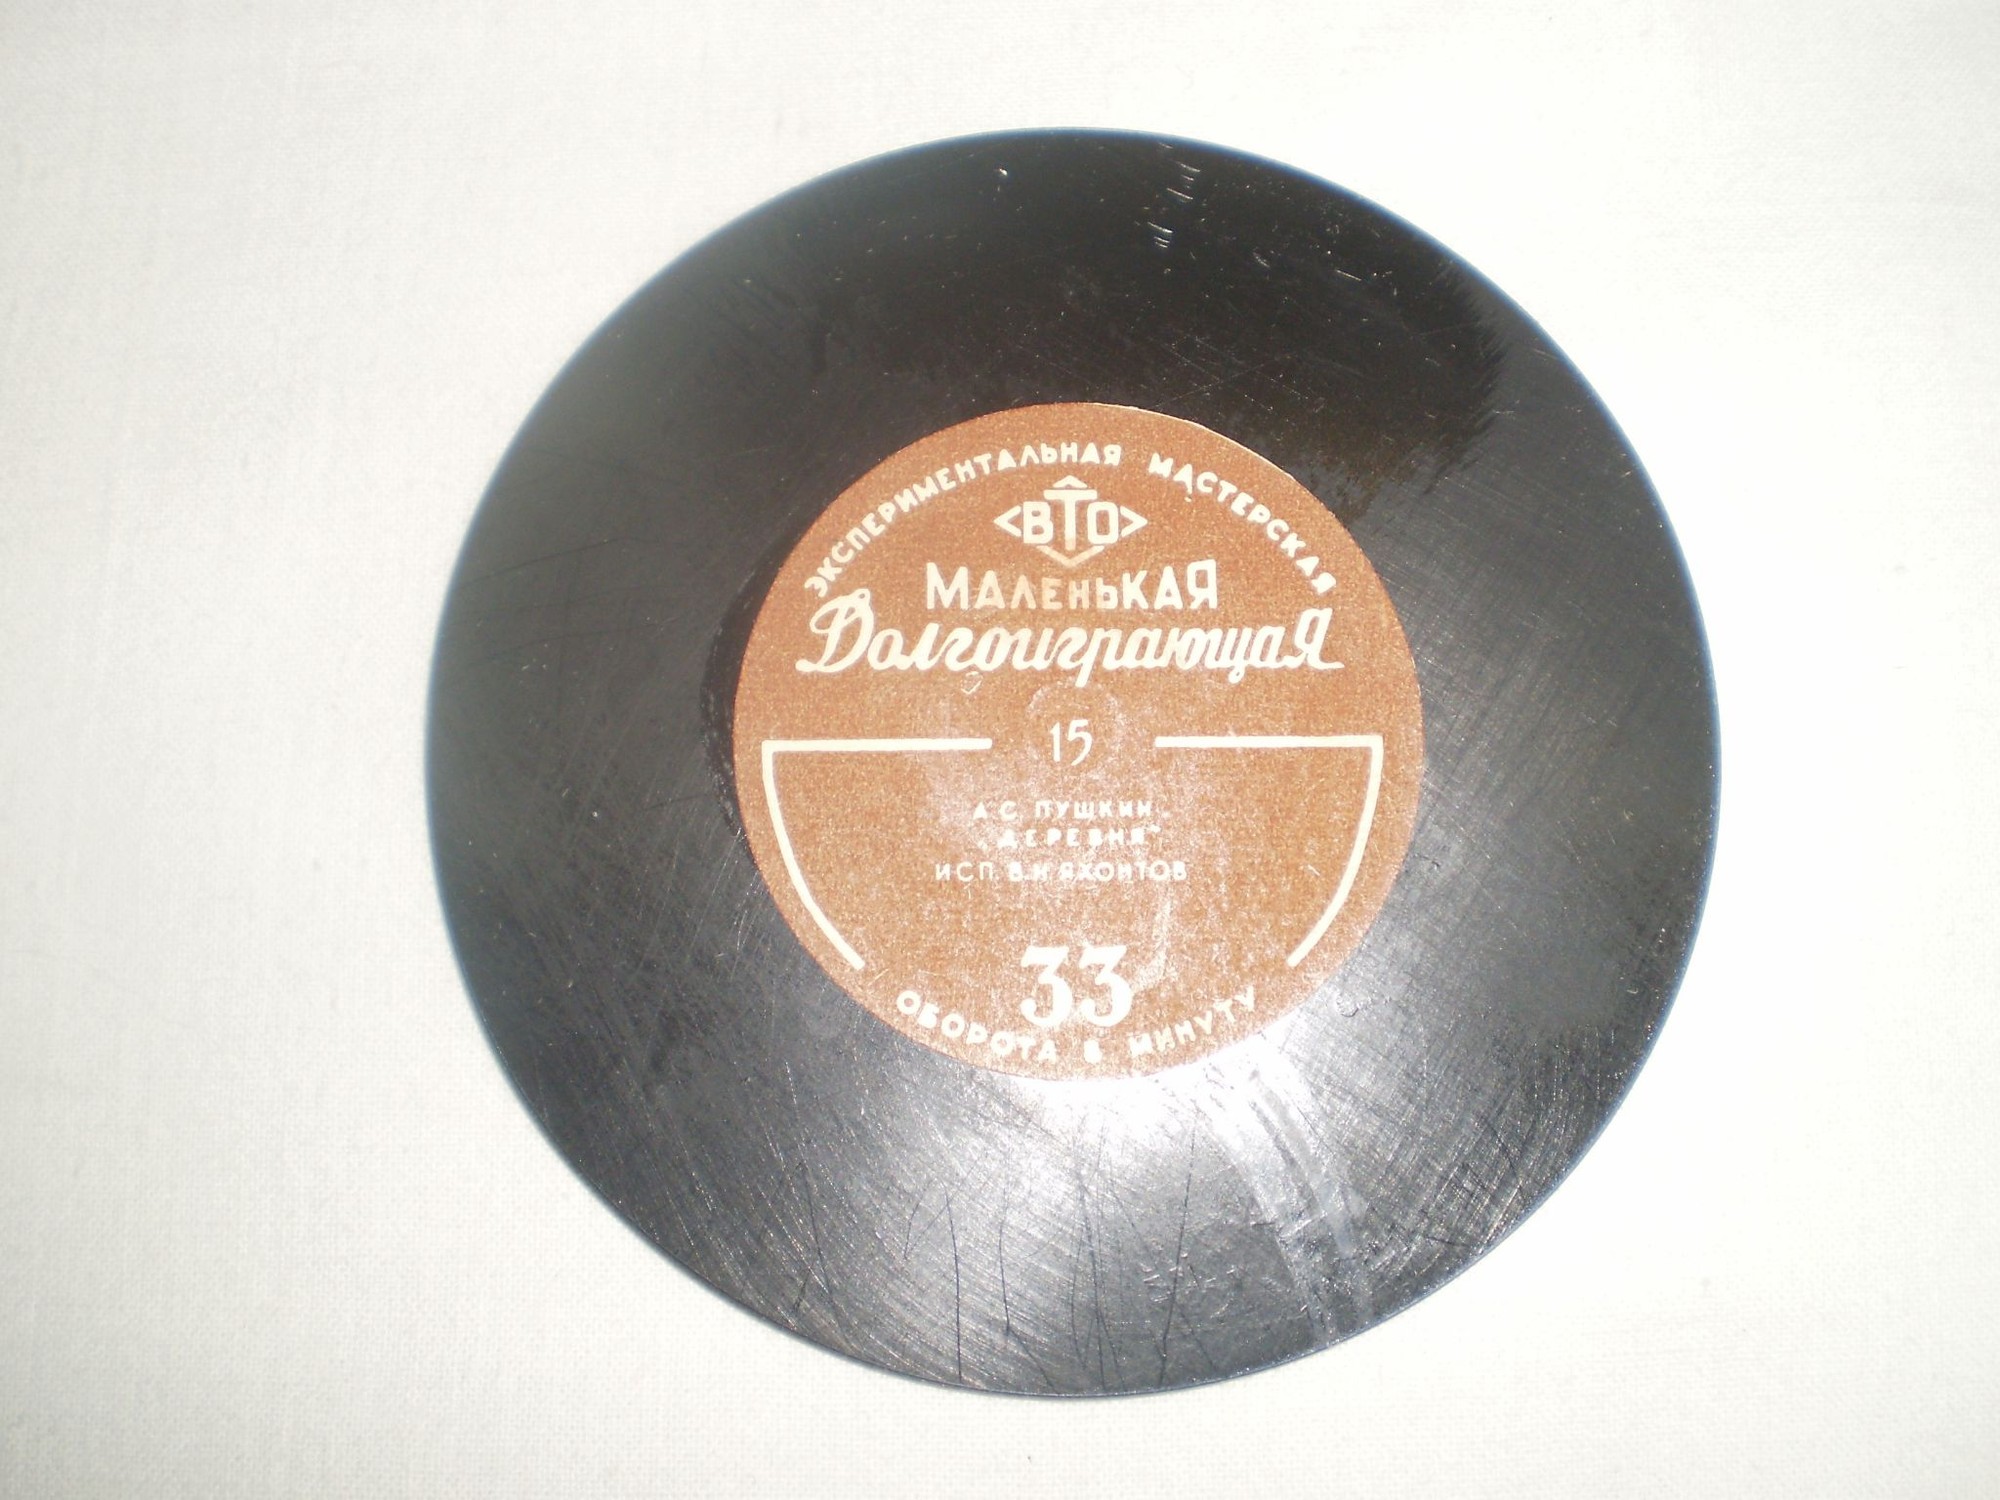 ЭКСПЕРИМЕНТАЛЬНАЯ МАСТЕРСКАЯ
ВТО
МАЛЕНЬКАЯ
Долгоиграющая
15
А.С. ПУШКИН.
„ДЕРЕВНЯ"
ИСП. В.Н. ЯХОНТОВ
33
ОБОРОТА В МИНУТУ